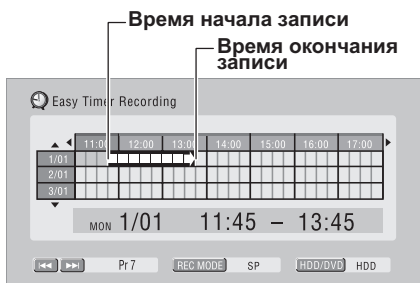 Время начала записи
Время окончания
записи
Easy Timer Recording
11:00 12:00 13:00 14:00 15:00 16:00 17:00
1/01
2/01
3/01
MON 1/01 11:45 – 13:45
Pr 7 REC MODE SP HDD/DVD HDD